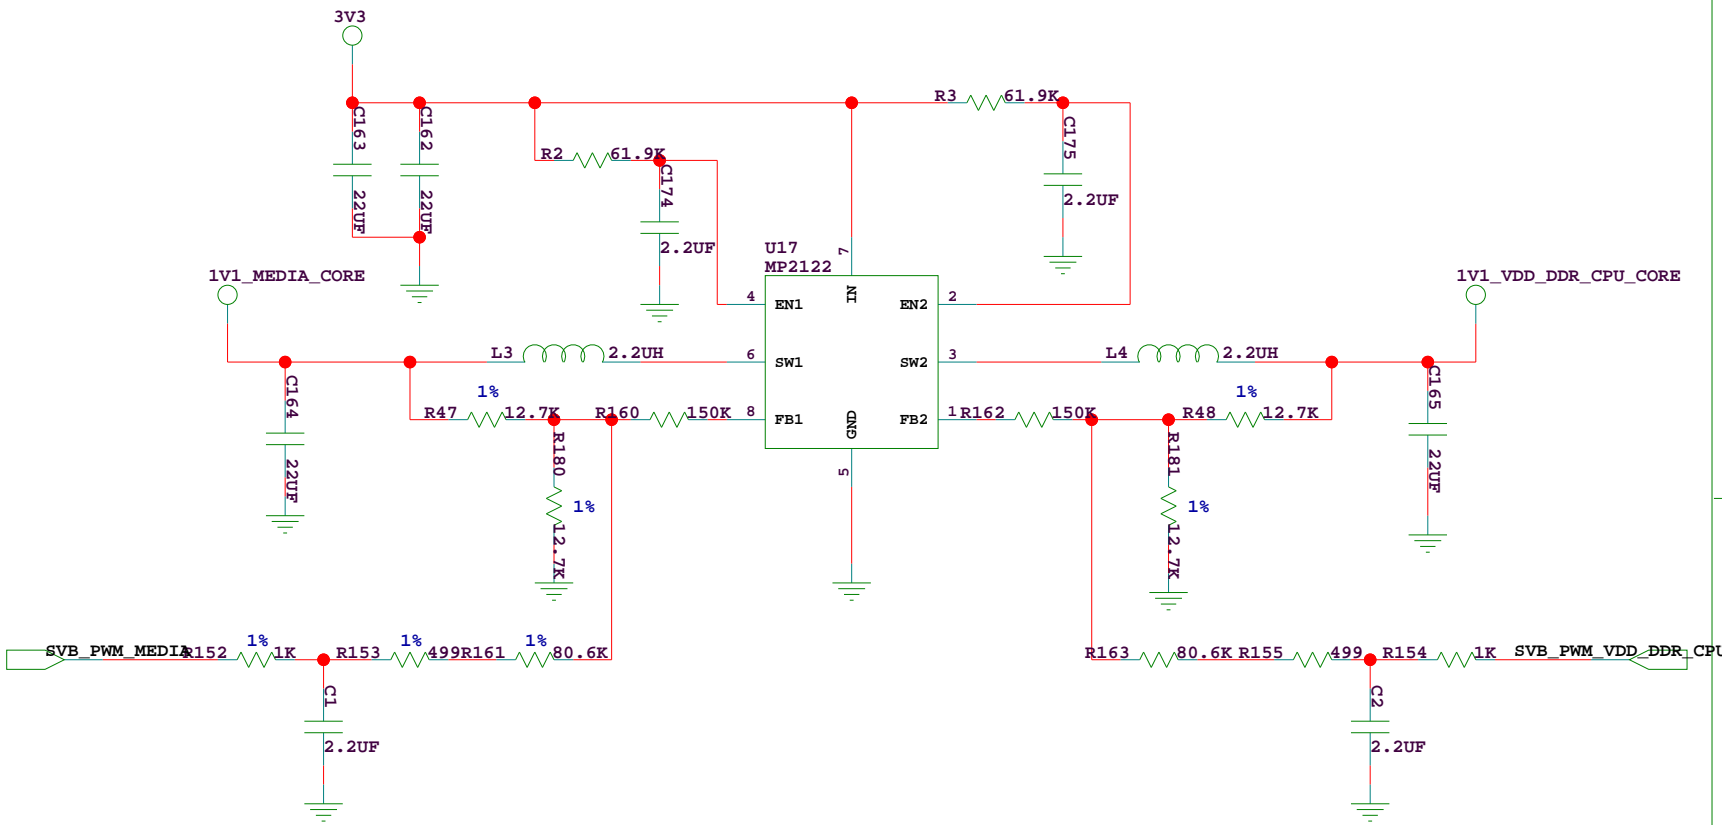 3V3
C163
22UF
C162
22UF
R2
61.9K
C174
2.2UF
R3
61.9K
C175
2.2UF
U17
MP2122
7
IN
4
EN1
EN2
2
6
SW1
SW2
3
8
FB1
FB2
1
GND
5
1V1_MEDIA_CORE
1V1_VDD_DDR_CPU_CORE
L3
2.2UH
L4
2.2UH
C164
22UF
C165
22UF
1%
R47
12.7K
R160
150K
R162
150K
1%
R48
12.7K
R180
1%
12.7K
R181
1%
12.7K
SVB_PWM_MEDIA
R152
1%
1K
R153
1%
499
R161
1%
80.6K
C1
2.2UF
R163
80.6K
R155
499
R154
1K
SVB_PWM_VDD_DDR_CPU
C2
2.2UF